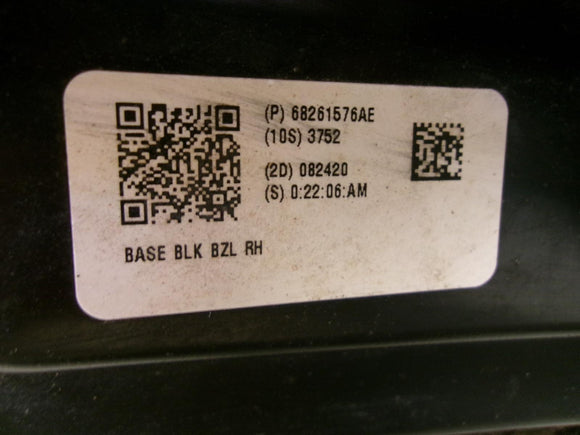 (P) 68261576AE
(10S) 3752
(2D) 082420
(S) 0:22:06:AM
BASE BLK BZL RH